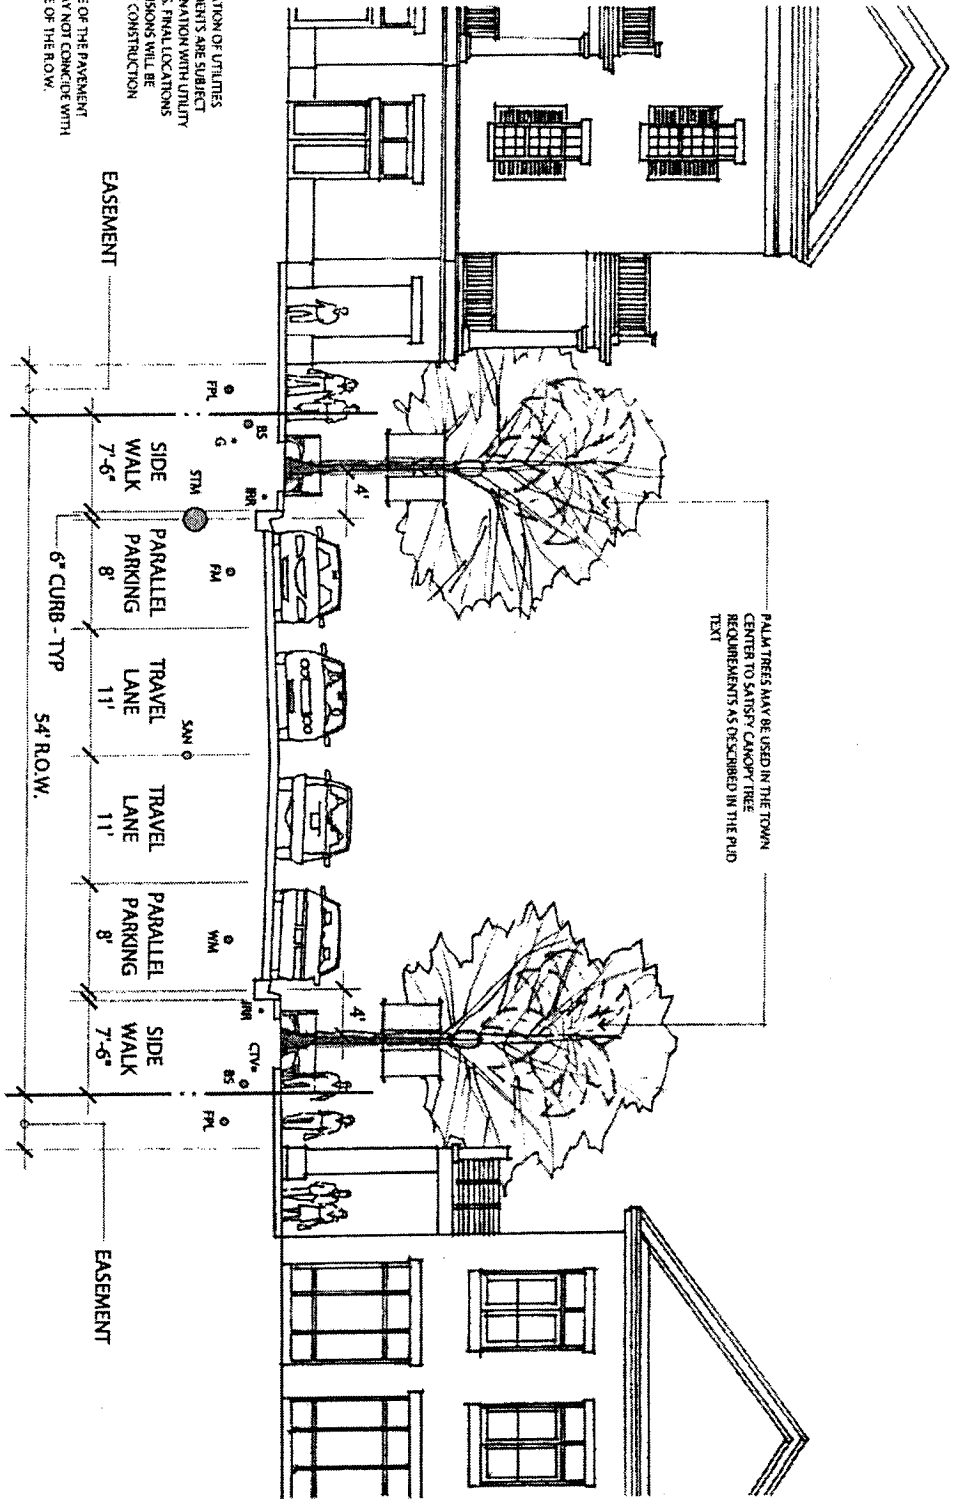 PALM TREES MAY BE USED IN THE TOWN
CENTER TO SATISFY CANOPY TREE
REQUIREMENTS AS DESCRIBED IN THE PUD
TEXT
4'
4'
FPL
BS
G
IRR
STM
FM
SAN
WM
IRR
CTV
BS
FPL
EASEMENT
SIDE
WALK
7'-6"
PARALLEL
PARKING
8'
TRAVEL
LANE
11'
TRAVEL
LANE
11'
PARALLEL
PARKING
8'
SIDE
WALK
7'-6"
EASEMENT
6" CURB - TYP
54' R.O.W.
OF UTILITIES
ARE SUBJECT
WITH UTILITY
FINAL LOCATIONS
WILL BE
CONSTRUCTION
OF THE PAVEMENT
NOT COINCIDE WITH
OF THE R.O.W.